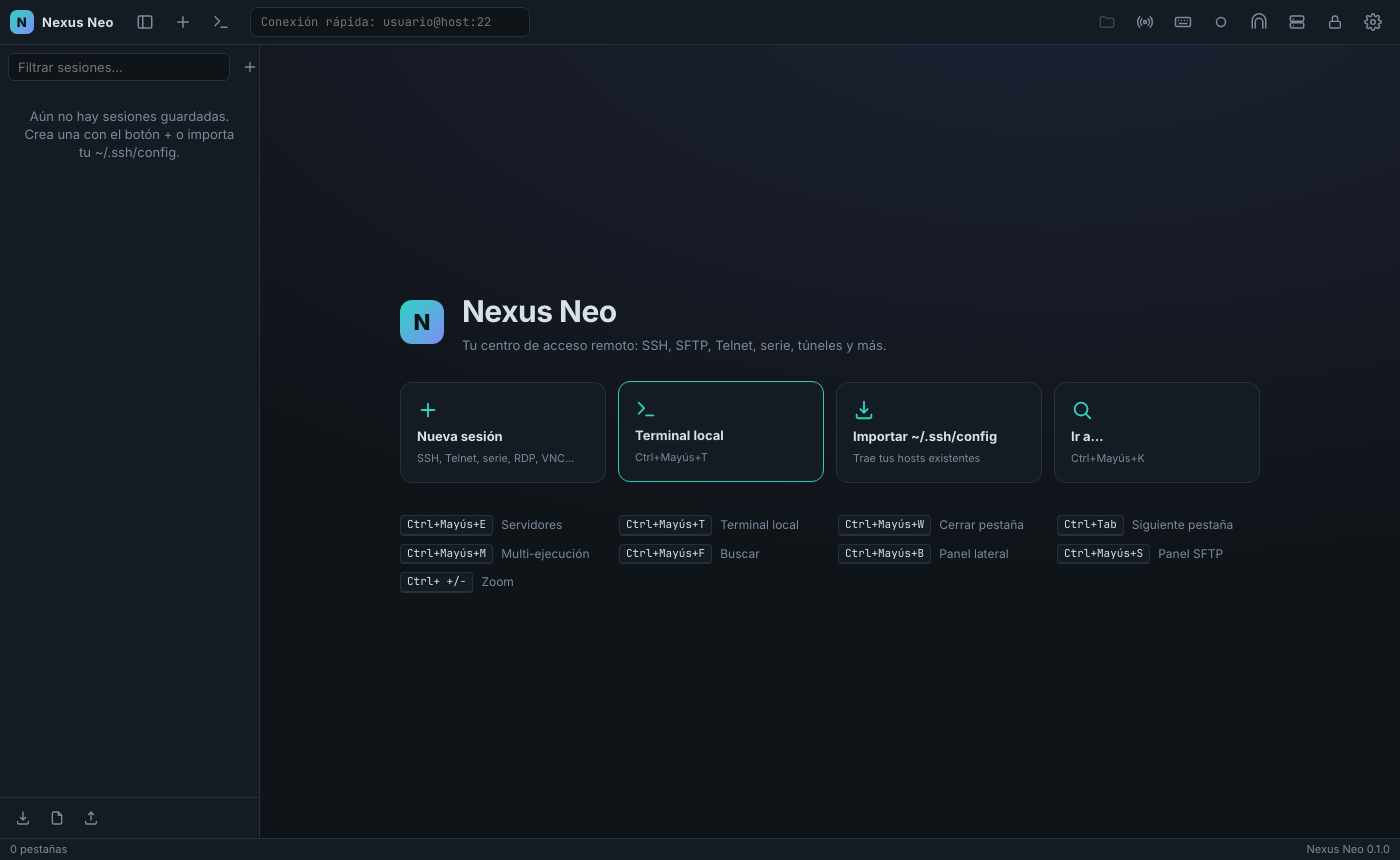 N Nexus Neo
Conexión rápida: usuario@host:22
Filtrar sesiones...
Aún no hay sesiones guardadas.
Crea una con el botón + o importa
tu ~/.ssh/config.
N
Nexus Neo
Tu centro de acceso remoto: SSH, SFTP, Telnet, serie, túneles y más.
Nueva sesión
SSH, Telnet, serie, RDP, VNC...
Terminal local
Ctrl+Mayús+T
Importar ~/.ssh/config
Trae tus hosts existentes
Ir a...
Ctrl+Mayús+K
Ctrl+Mayús+E Servidores
Ctrl+Mayús+T Terminal local
Ctrl+Mayús+W Cerrar pestaña
Ctrl+Tab Siguiente pestaña
Ctrl+Mayús+M Multi-ejecución
Ctrl+Mayús+F Buscar
Ctrl+Mayús+B Panel lateral
Ctrl+Mayús+S Panel SFTP
Ctrl+ +/- Zoom
0 pestañas
Nexus Neo 0.1.0